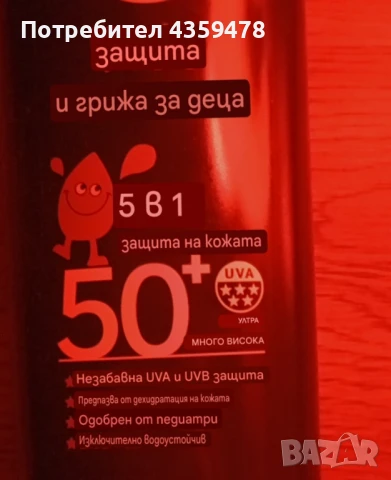 Потребител 4359478
защита
и грижа за деца
5 в 1
защита на кожата
50+
UVA
УЛТРА
МНОГО ВИСОКА
Незабавна UVA и UVB защита
Предпазва от дехидратация на кожата
Одобрен от педиатри
Изключително водоустойчив
BAZAR